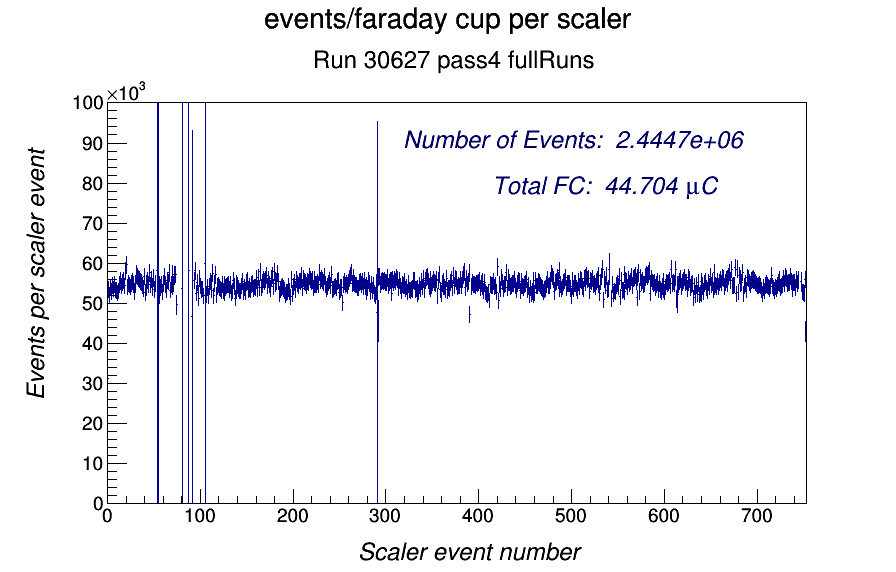 events/faraday cup per scaler
Run 30627 pass4 fullRuns
×10³
100
90
80
70
60
50
40
30
20
10
0
Events per scaler event
Number of Events: 2.4447e+06
Total FC: 44.704 μC
0 100 200 300 400 500 600 700
Scaler event number